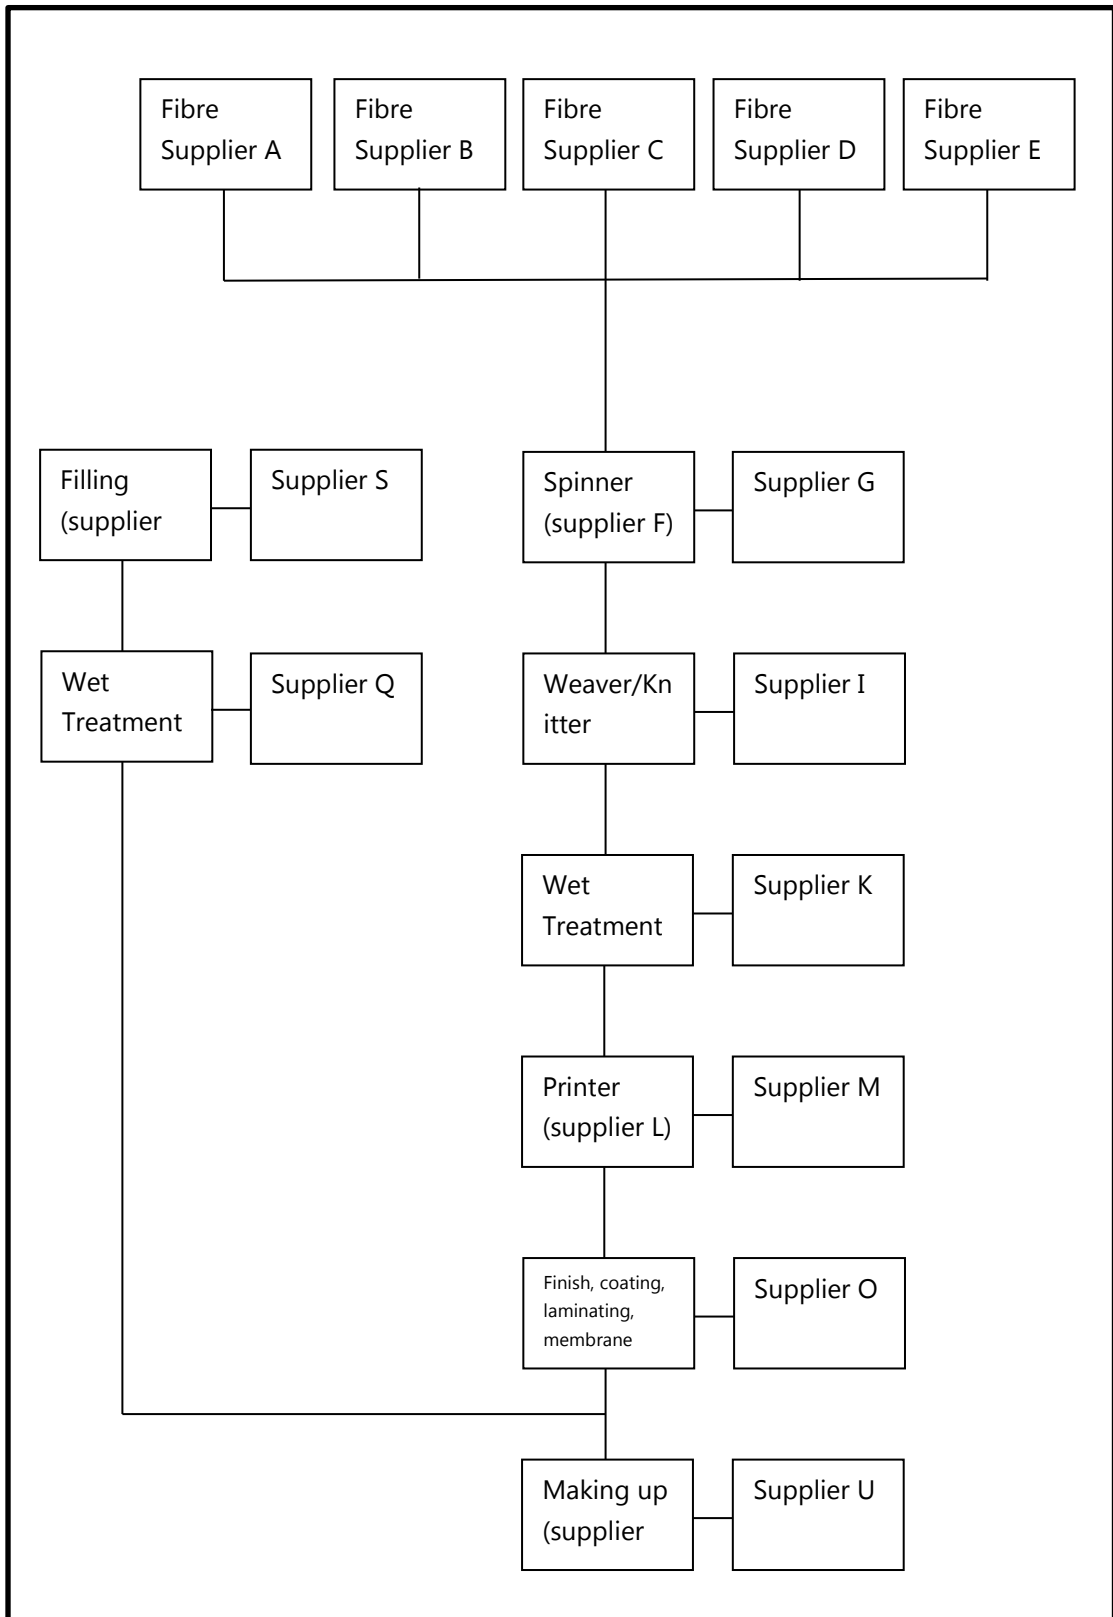 Fibre
Supplier A
Fibre
Supplier B
Fibre
Supplier C
Fibre
Supplier D
Fibre
Supplier E
Filling
(supplier
Supplier S
Spinner
(supplier F)
Supplier G
Wet
Treatment
Supplier Q
Weaver/Kn
itter
Supplier I
Wet
Treatment
Supplier K
Printer
(supplier L)
Supplier M
Finish, coating,
laminating,
membrane
Supplier O
Making up
(supplier
Supplier U